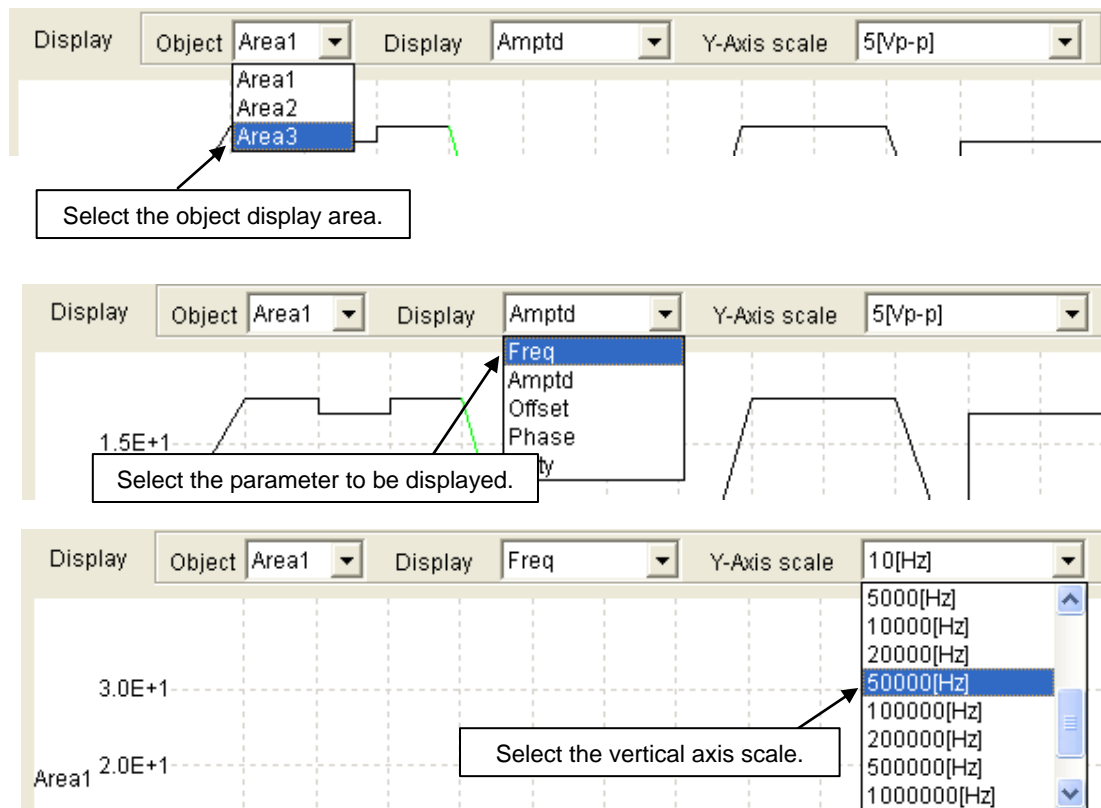 Display Object Area1 Display Amptd Y-Axis scale 5[Vp-p]
Area1
Area2
Area3
Select the object display area.
Display Object Area1 Display Amptd Y-Axis scale 5[Vp-p]
Freq
Amptd
Offset
Phase
1.5E+1
ty
Select the parameter to be displayed.
Display Object Area1 Display Freq Y-Axis scale 10[Hz]
5000[Hz]
10000[Hz]
20000[Hz]
3.0E+1
50000[Hz]
100000[Hz]
200000[Hz]
Select the vertical axis scale.
Area1 2.0E+1
500000[Hz]
1000000[Hz]